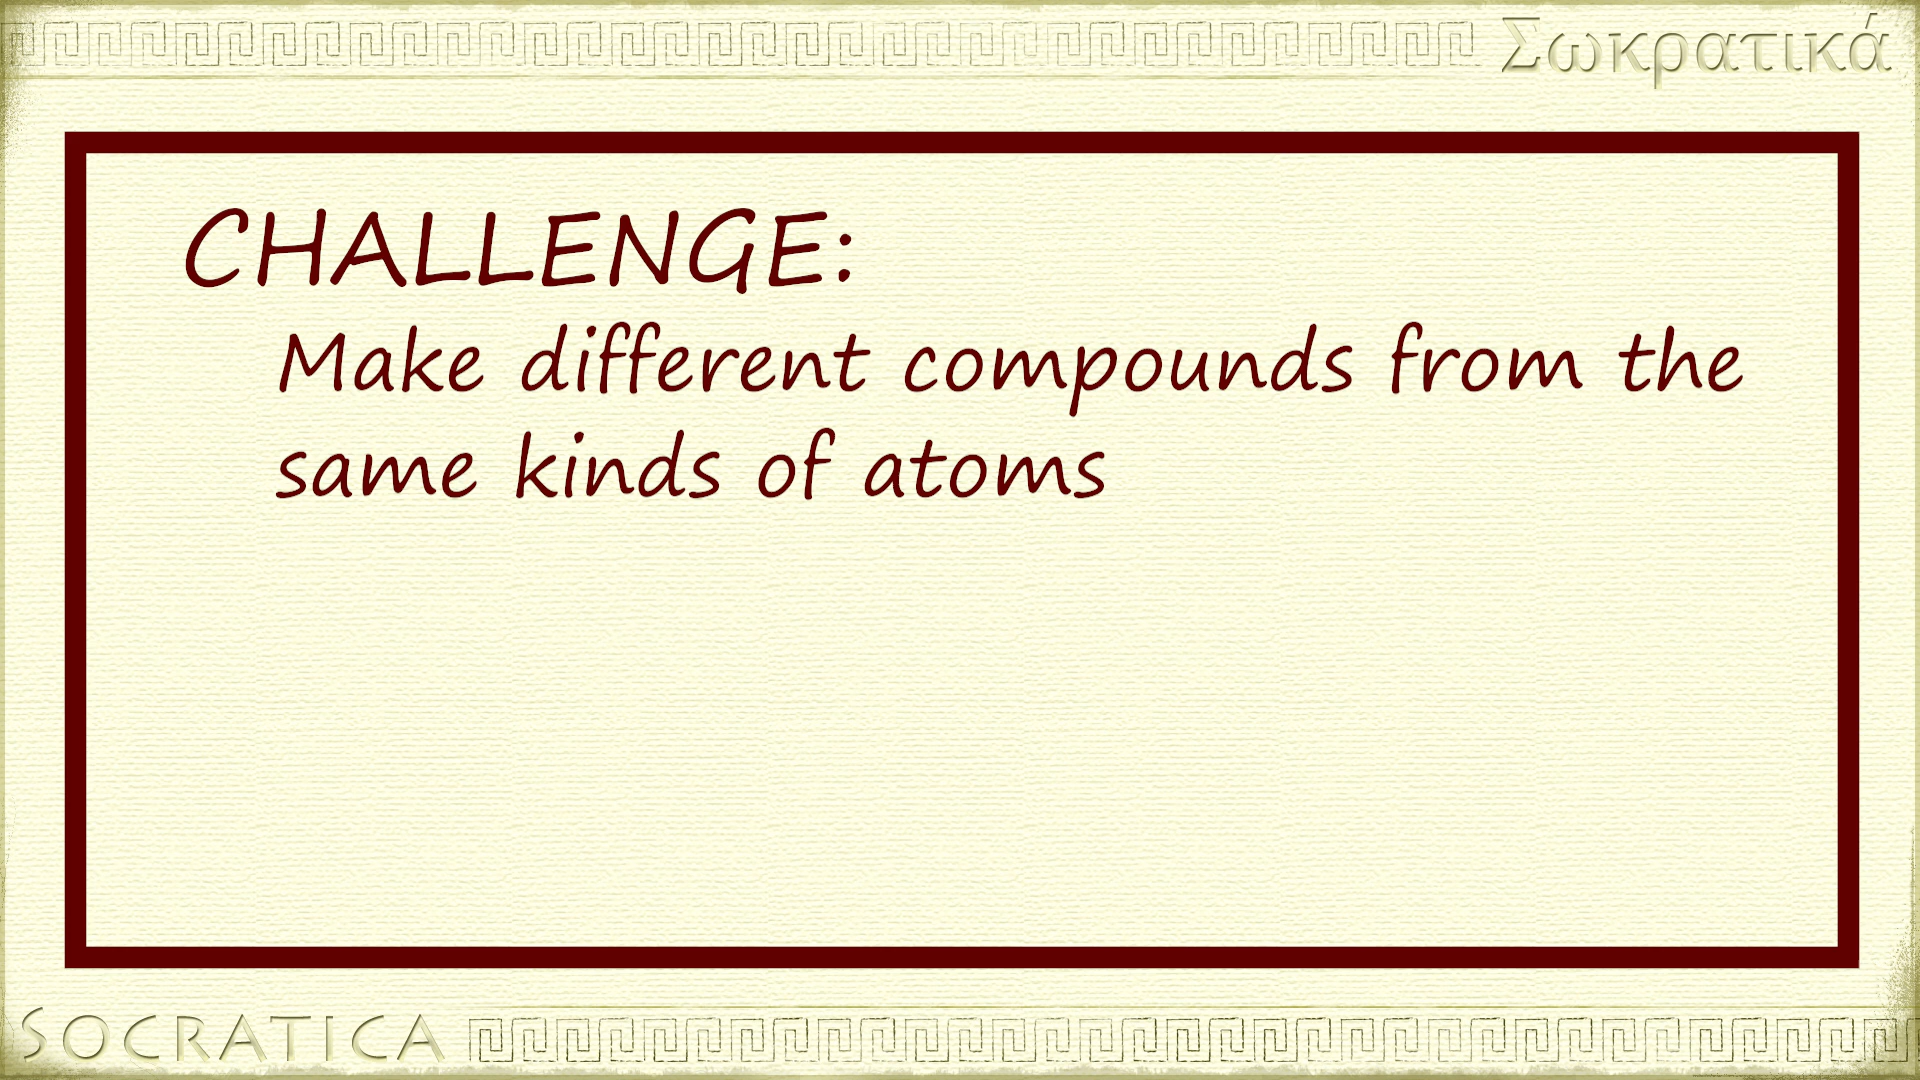 Σωκρατικά
CHALLENGE:
Make different compounds from the
same kinds of atoms
SOCRATICA